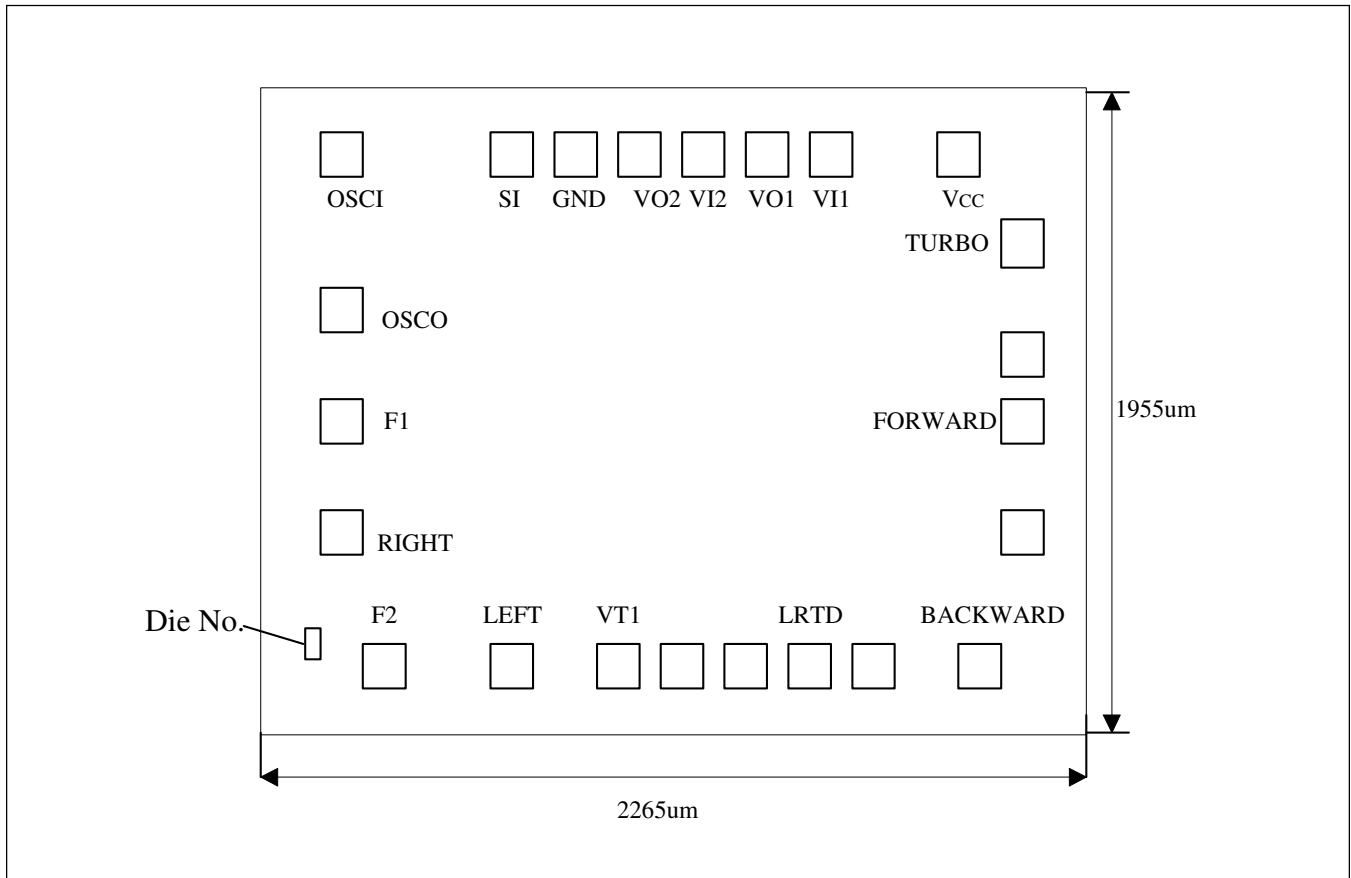 OSCI SI GND VO2 VI2 VO1 VI1 VCC
TURBO
OSCO
1955um
F1 FORWARD
RIGHT
F2 LEFT VT1 LRTD BACKWARD
Die No.
2265um